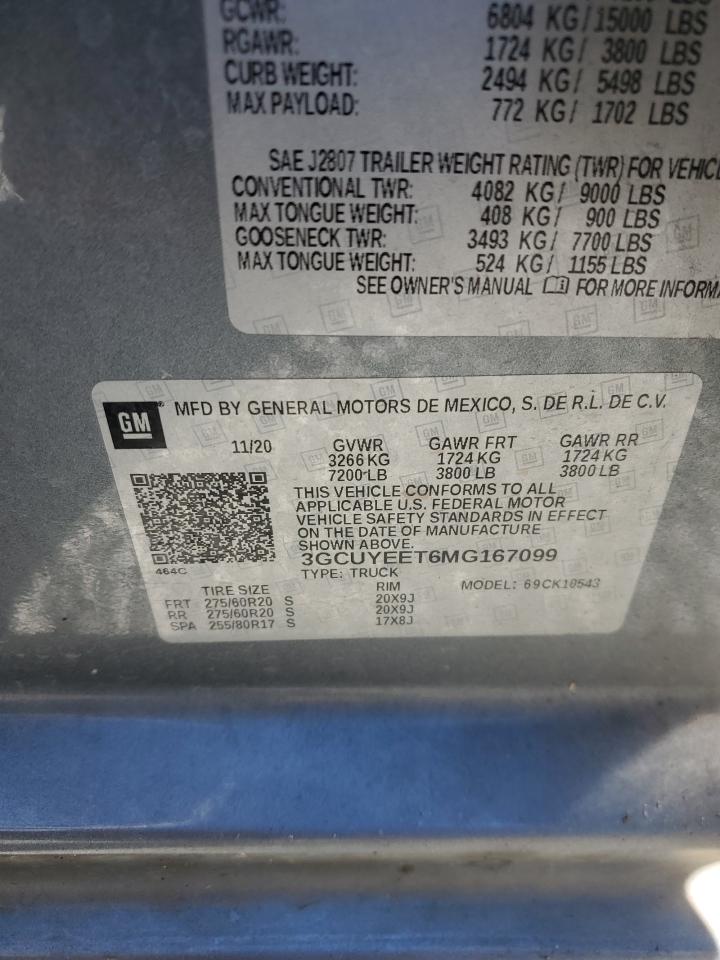 GCWR: 6804 KG/ 15000 LBS
RGAWR: 1724 KG/ 3800 LBS
CURB WEIGHT: 2494 KG/ 5498 LBS
MAX PAYLOAD: 772 KG/ 1702 LBS
SAE J2807 TRAILER WEIGHT RATING (TWR) FOR VEHICL
CONVENTIONAL TWR: 4082 KG/ 9000 LBS
MAX TONGUE WEIGHT: 408 KG/ 900 LBS
GOOSENECK TWR: 3493 KG/ 7700 LBS
MAX TONGUE WEIGHT: 524 KG/ 1155 LBS
SEE OWNER'S MANUAL FOR MORE INFORMA
GM MFD BY GENERAL MOTORS DE MEXICO, S. DE R.L. DE C.V.
11/20 GVWR GAWR FRT GAWR RR
3266 KG 1724 KG 1724 KG
7200 LB 3800 LB 3800 LB
THIS VEHICLE CONFORMS TO ALL
APPLICABLE U.S. FEDERAL MOTOR
VEHICLE SAFETY STANDARDS IN EFFECT
ON THE DATE OF MANUFACTURE
SHOWN ABOVE.
464C 3GCUYEET6MG167099
TYPE: TRUCK MODEL: 69CK10543
TIRE SIZE RIM
FRT 275/60R20 S 20X9J
RR 275/60R20 S 20X9J
SPA 255/80R17 S 17X8J